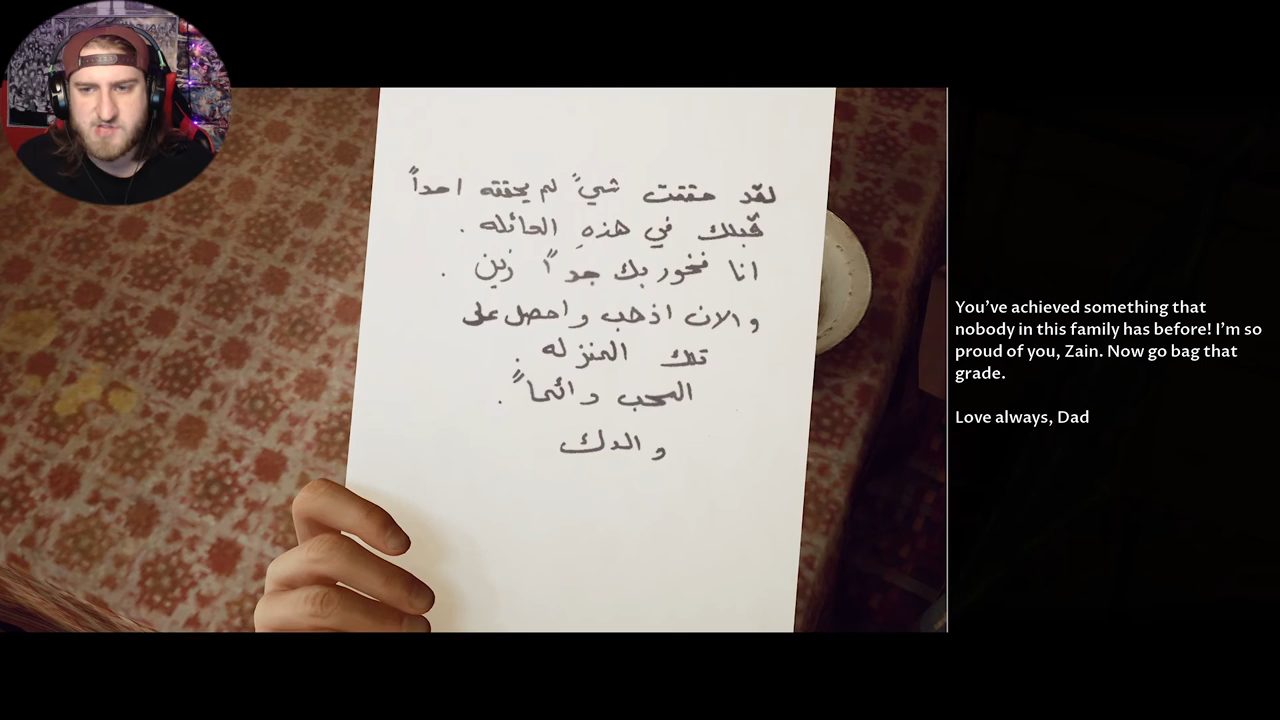 لقد حققت شيءً لم يحققه احداً
قبلك في هذهِ العائله .
انا فخور بك جداً زين .
والان اذهب واحصل على
تلك المنزله .
المحب دائماً .
والدك
You've achieved something that
nobody in this family has before! I'm so
proud of you, Zain. Now go bag that
grade.
Love always, Dad